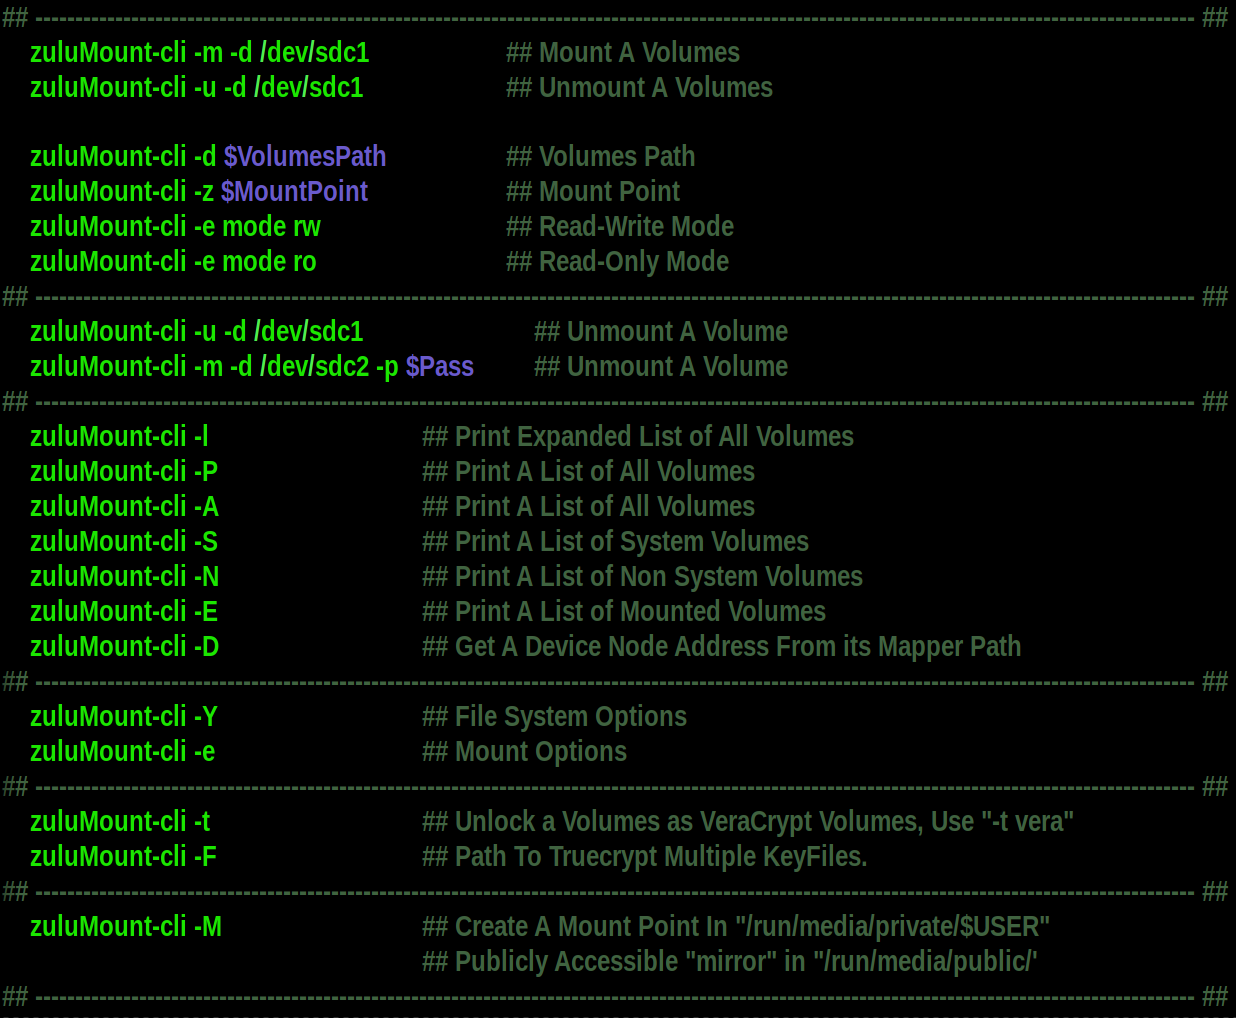 ## ------------------------------------------------------------------------------------------------------------------------------------------------ ##
zuluMount-cli -m -d /dev/sdc1 ## Mount A Volumes
zuluMount-cli -u -d /dev/sdc1 ## Unmount A Volumes
zuluMount-cli -d $VolumesPath ## Volumes Path
zuluMount-cli -z $MountPoint ## Mount Point
zuluMount-cli -e mode rw ## Read-Write Mode
zuluMount-cli -e mode ro ## Read-Only Mode
## ------------------------------------------------------------------------------------------------------------------------------------------------ ##
zuluMount-cli -u -d /dev/sdc1 ## Unmount A Volume
zuluMount-cli -m -d /dev/sdc2 -p $Pass ## Unmount A Volume
## ------------------------------------------------------------------------------------------------------------------------------------------------ ##
zuluMount-cli -l ## Print Expanded List of All Volumes
zuluMount-cli -P ## Print A List of All Volumes
zuluMount-cli -A ## Print A List of All Volumes
zuluMount-cli -S ## Print A List of System Volumes
zuluMount-cli -N ## Print A List of Non System Volumes
zuluMount-cli -E ## Print A List of Mounted Volumes
zuluMount-cli -D ## Get A Device Node Address From its Mapper Path
## ------------------------------------------------------------------------------------------------------------------------------------------------ ##
zuluMount-cli -Y ## File System Options
zuluMount-cli -e ## Mount Options
## ------------------------------------------------------------------------------------------------------------------------------------------------ ##
zuluMount-cli -t ## Unlock a Volumes as VeraCrypt Volumes, Use "-t vera"
zuluMount-cli -F ## Path To Truecrypt Multiple KeyFiles.
## ------------------------------------------------------------------------------------------------------------------------------------------------ ##
zuluMount-cli -M ## Create A Mount Point In "/run/media/private/$USER"
## Publicly Accessible "mirror" in "/run/media/public/'
## ------------------------------------------------------------------------------------------------------------------------------------------------ ##